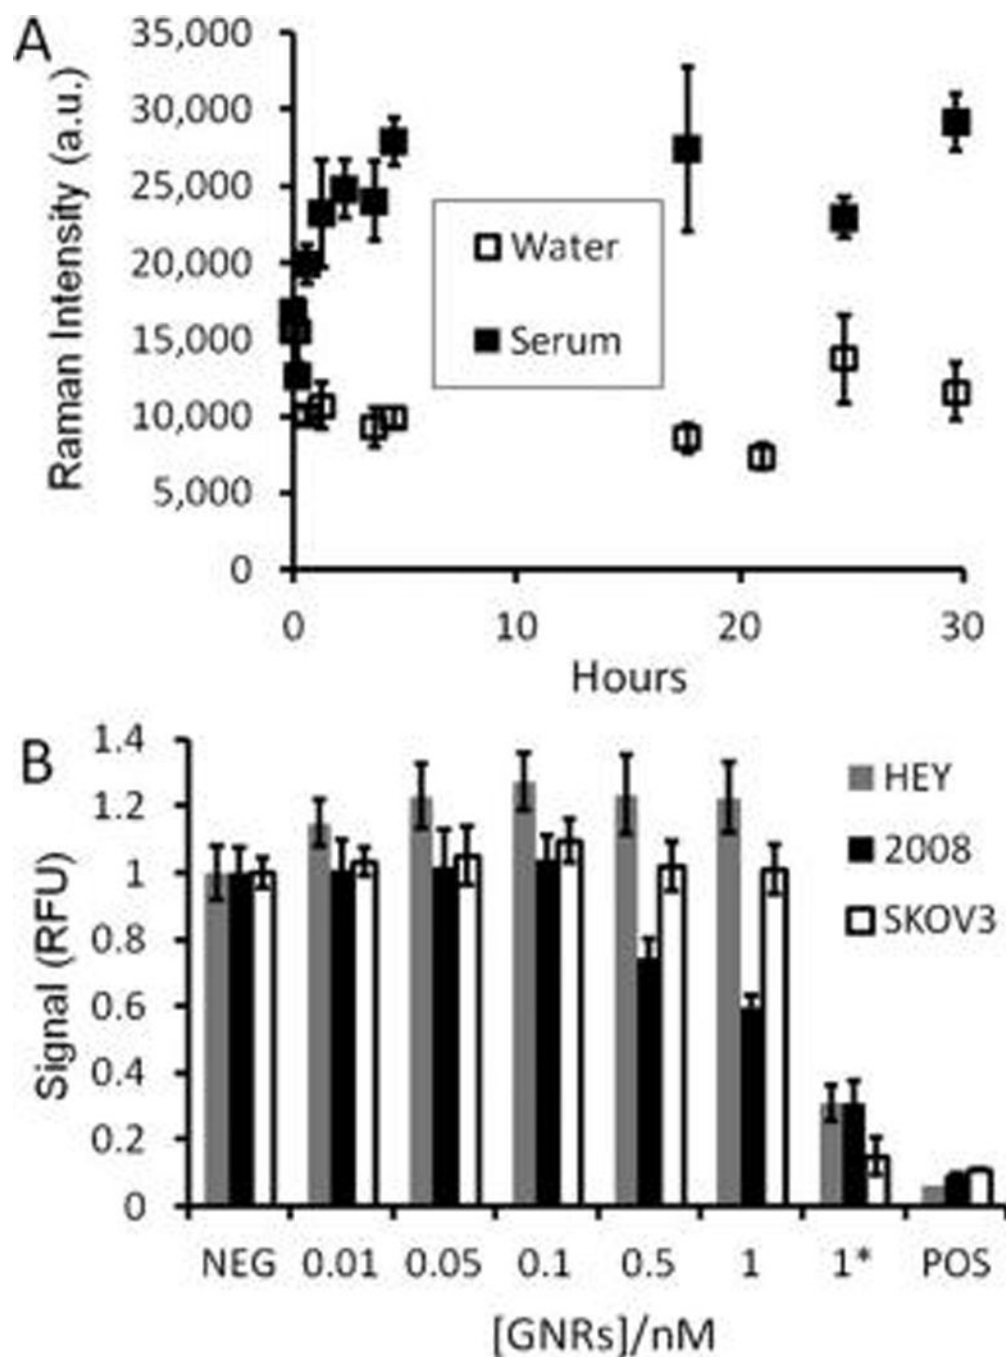 A
Raman Intensity (a.u.)
35,000
30,000
25,000
20,000
15,000
10,000
5,000
0
Water
Serum
0 10 20 30
Hours
B
Signal (RFU)
1.4
1.2
1
0.8
0.6
0.4
0.2
0
HEY
2008
SKOV3
NEG 0.01 0.05 0.1 0.5 1 1* POS
[GNRs]/nM